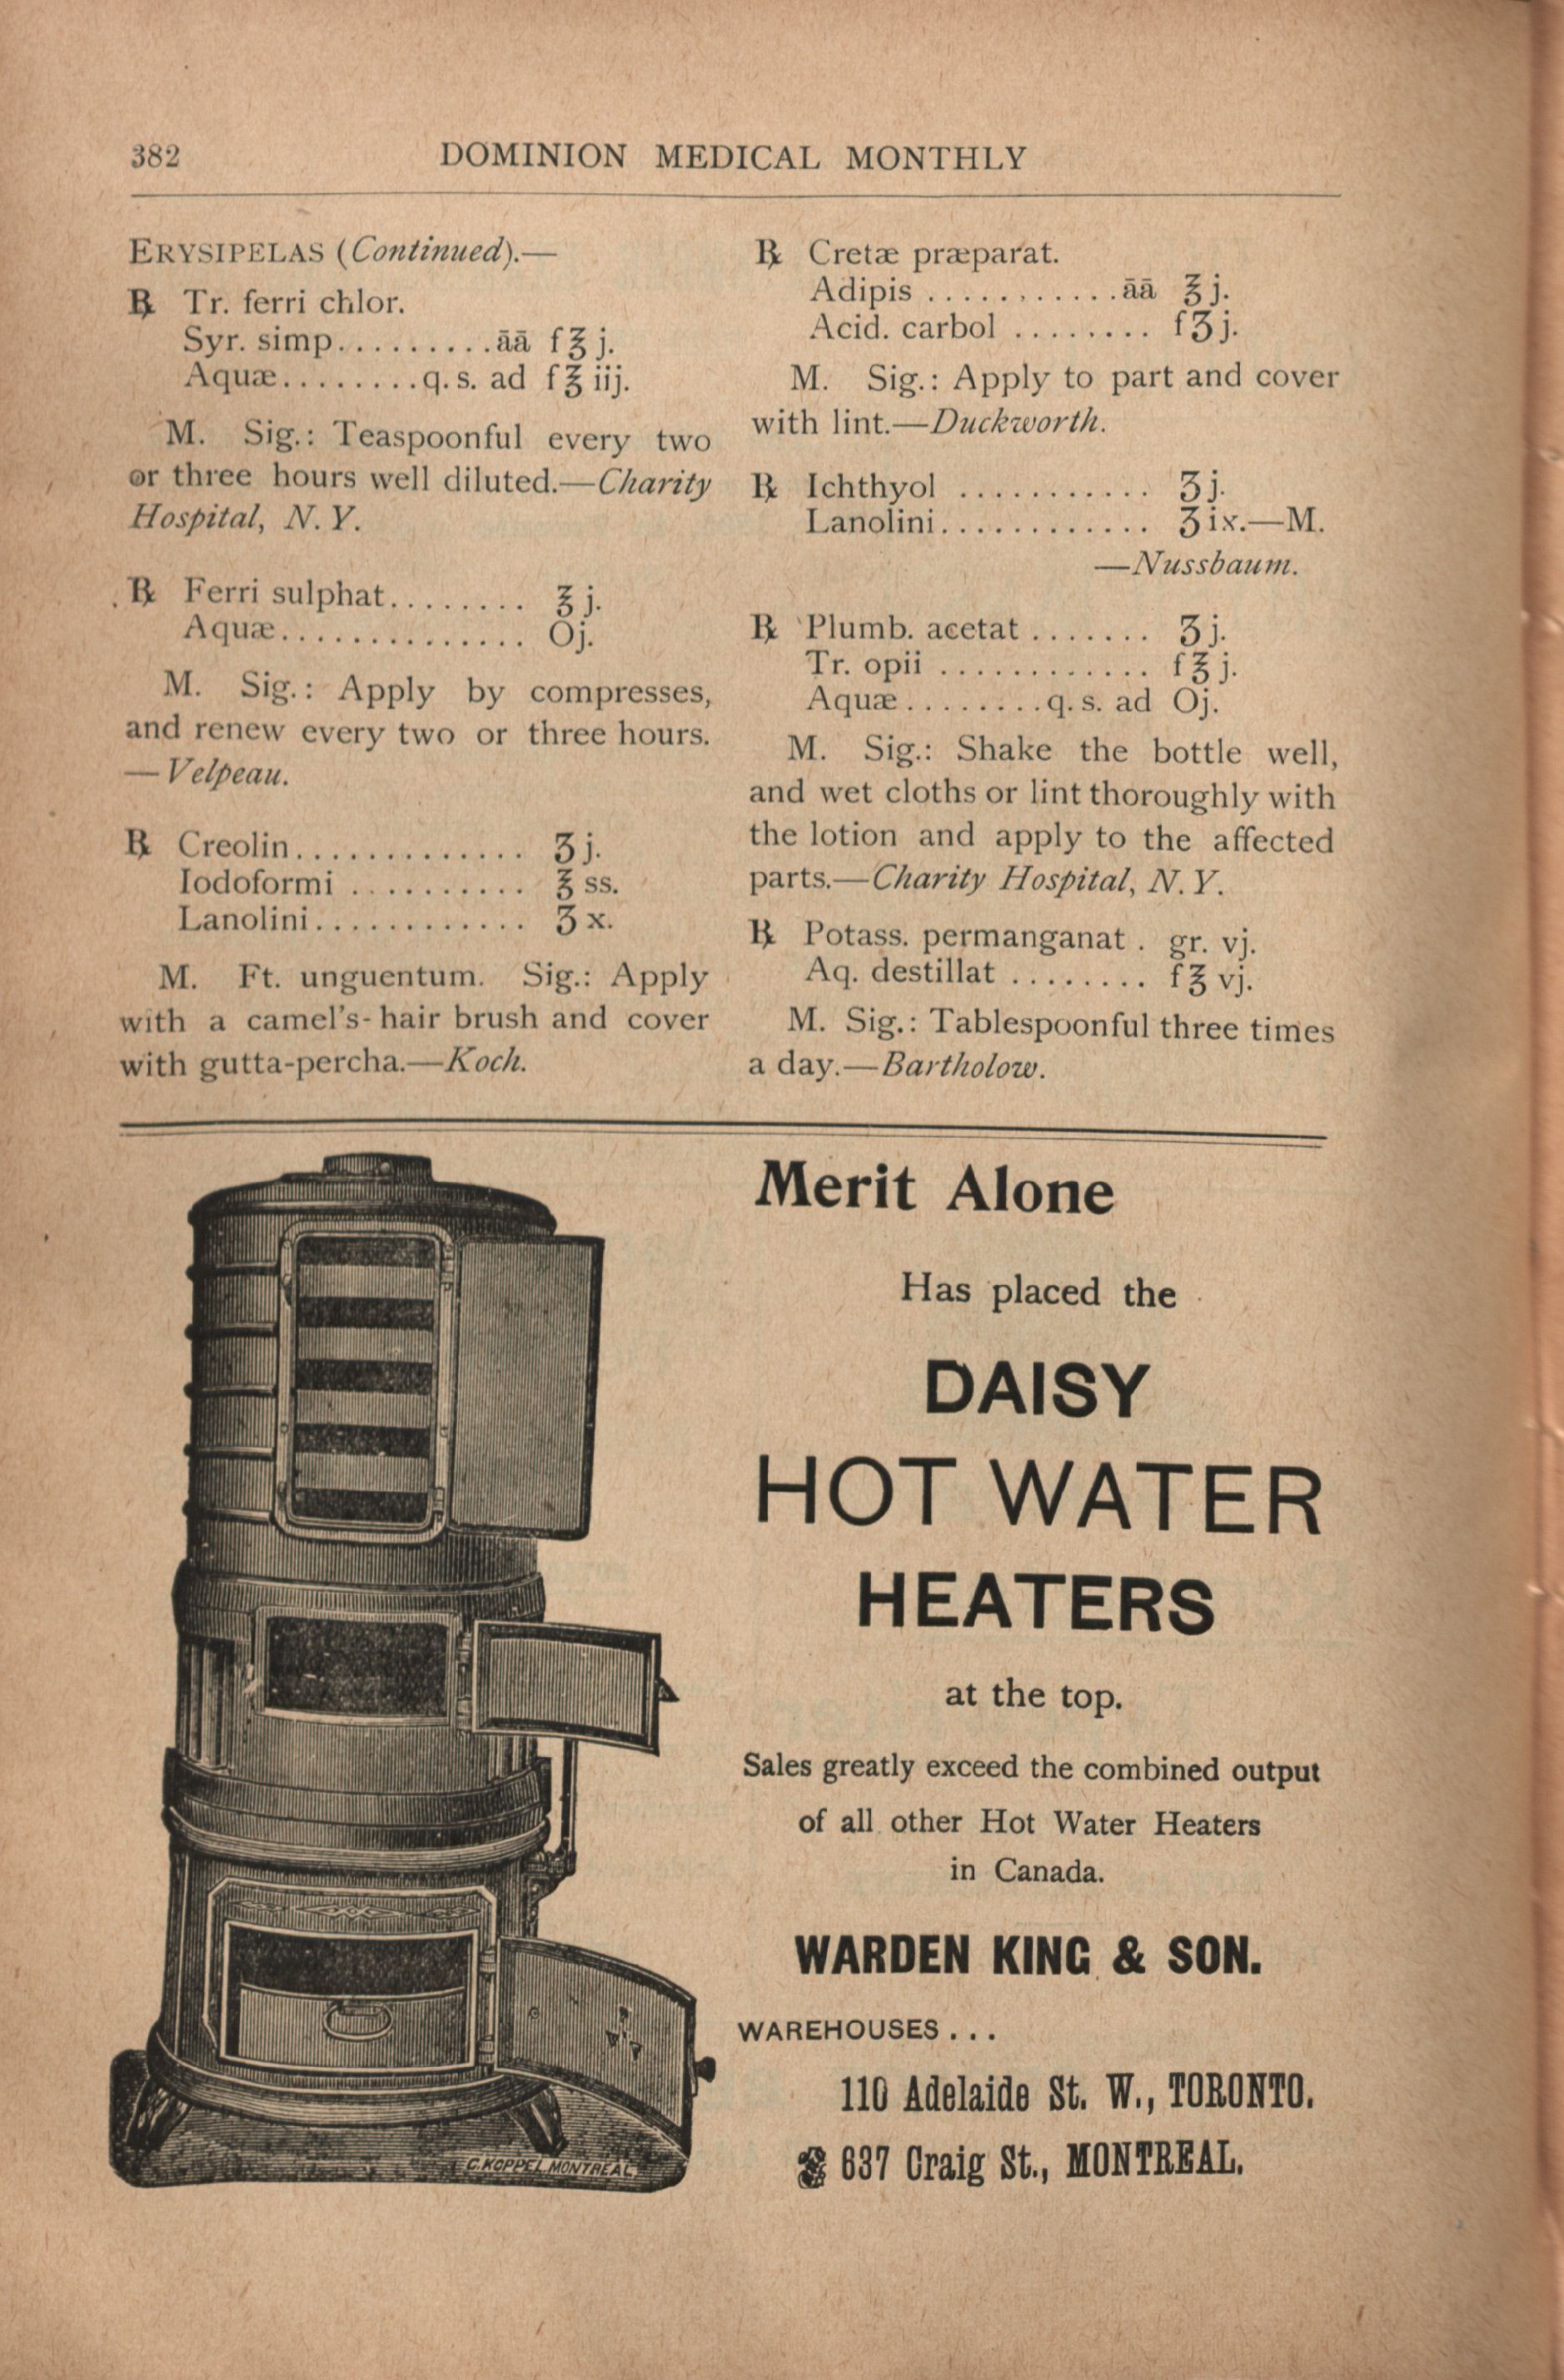 382
DOMINION MEDICAL MONTHLY
ERYSIPELAS (Continued).—
℞ Tr. ferri chlor.
Syr. simp..........āā f℥ j.
Aquæ........q. s. ad f℥ iij.
M. Sig.: Teaspoonful every two
or three hours well diluted.—Charity
Hospital, N. Y.
℞ Ferri sulphat........ ℥ j.
Aquæ.............. Oj.
M. Sig.: Apply by compresses,
and renew every two or three hours.
—Velpeau.
℞ Creolin............. ʒ j.
Iodoformi .......... ℥ ss.
Lanolini............ ʒ x.
M. Ft. unguentum. Sig.: Apply
with a camel's-hair brush and cover
with gutta-percha.—Koch.
℞ Cretæ præparat.
Adipis ...........āā ℥ j.
Acid. carbol ........ fʒ j.
M. Sig.: Apply to part and cover
with lint.—Duckworth.
℞ Ichthyol ........... ʒ j.
Lanolini............ ʒ ix.—M.
—Nussbaum.
℞ Plumb. acetat ....... ʒ j.
Tr. opii ............ f℥ j.
Aquæ........q. s. ad Oj.
M. Sig.: Shake the bottle well,
and wet cloths or lint thoroughly with
the lotion and apply to the affected
parts.—Charity Hospital, N. Y.
℞ Potass. permanganat . gr. vj.
Aq. destillat ........ f℥ vj.
M. Sig.: Tablespoonful three times
a day.—Bartholow.
Merit Alone
Has placed the
DAISY
HOT WATER
HEATERS
at the top.
Sales greatly exceed the combined output
of all other Hot Water Heaters
in Canada.
WARDEN KING & SON.
WAREHOUSES...
110 Adelaide St. W., TORONTO.
& 637 Craig St., MONTREAL.
C. KOPPEL MONTREAL